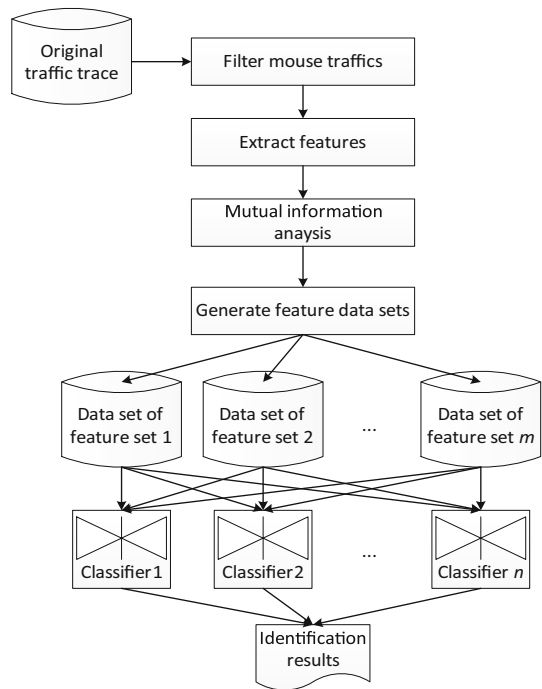 Original
traffic trace
Filter mouse traffics
Extract features
Mutual information
anaysis
Generate feature data sets
Data set of
feature set 1
Data set of
feature set 2
...
Data set of
feature set m
Classifier1
Classifier2
...
Classifier n
Identification
results